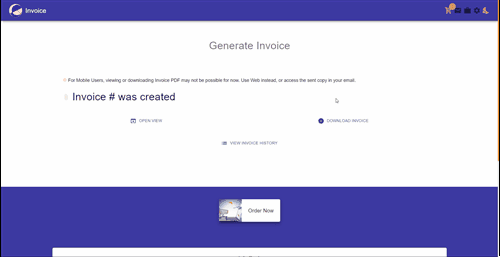 Invoice
Generate Invoice
For Mobile Users, viewing or downloading Invoice PDF may not be possible for now. Use Web instead, or access the sent copy in your email.
Invoice # was created
OPEN VIEW
DOWNLOAD INVOICE
VIEW INVOICE HISTORY
Order Now